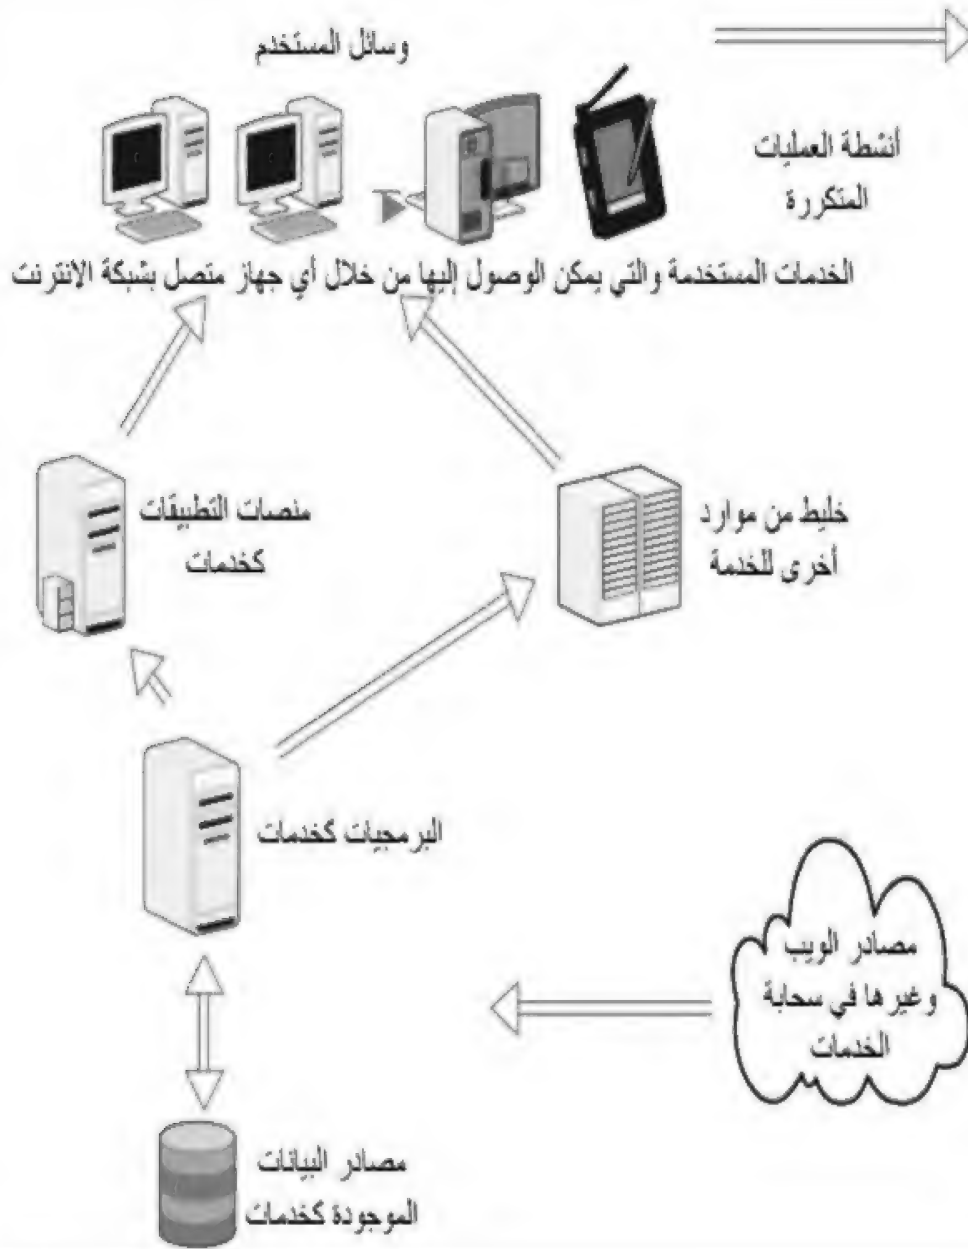 وسائل المستخدم
أنشطة العمليات
المتكررة
الخدمات المستخدمة والتي يمكن الوصول إليها من خلال أي جهاز متصل بشبكة الانترنت
خليط من موارد
أخرى للخدمة
منصات التطبيقات
كخدمات
البرمجيات كخدمات
مصادر الويب
وغيرها في سحابة
الخدمات
مصادر البيانات
الموجودة كخدمات